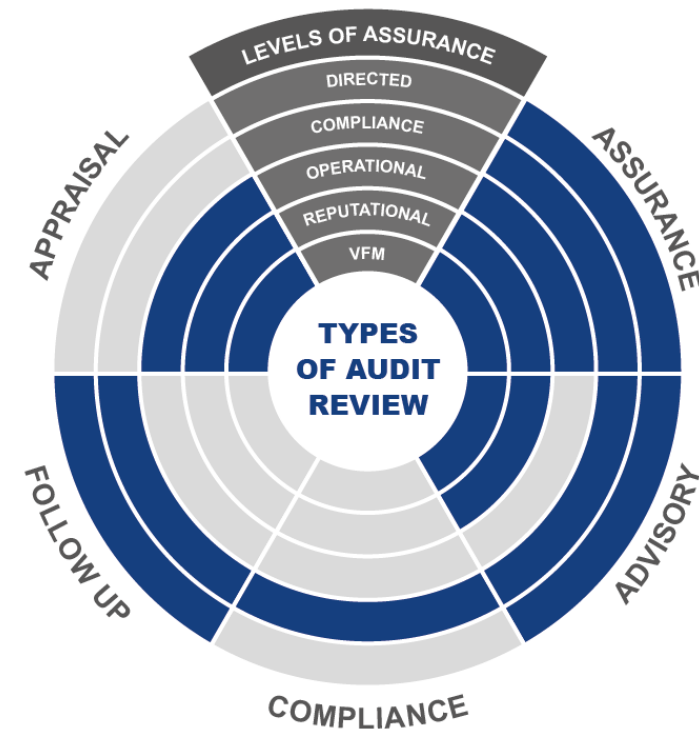 LEVELS OF ASSURANCE
DIRECTED
COMPLIANCE
OPERATIONAL
REPUTATIONAL
VFM
TYPES
OF AUDIT
REVIEW
APPRAISAL
ASSURANCE
FOLLOW UP
ADVISORY
COMPLIANCE